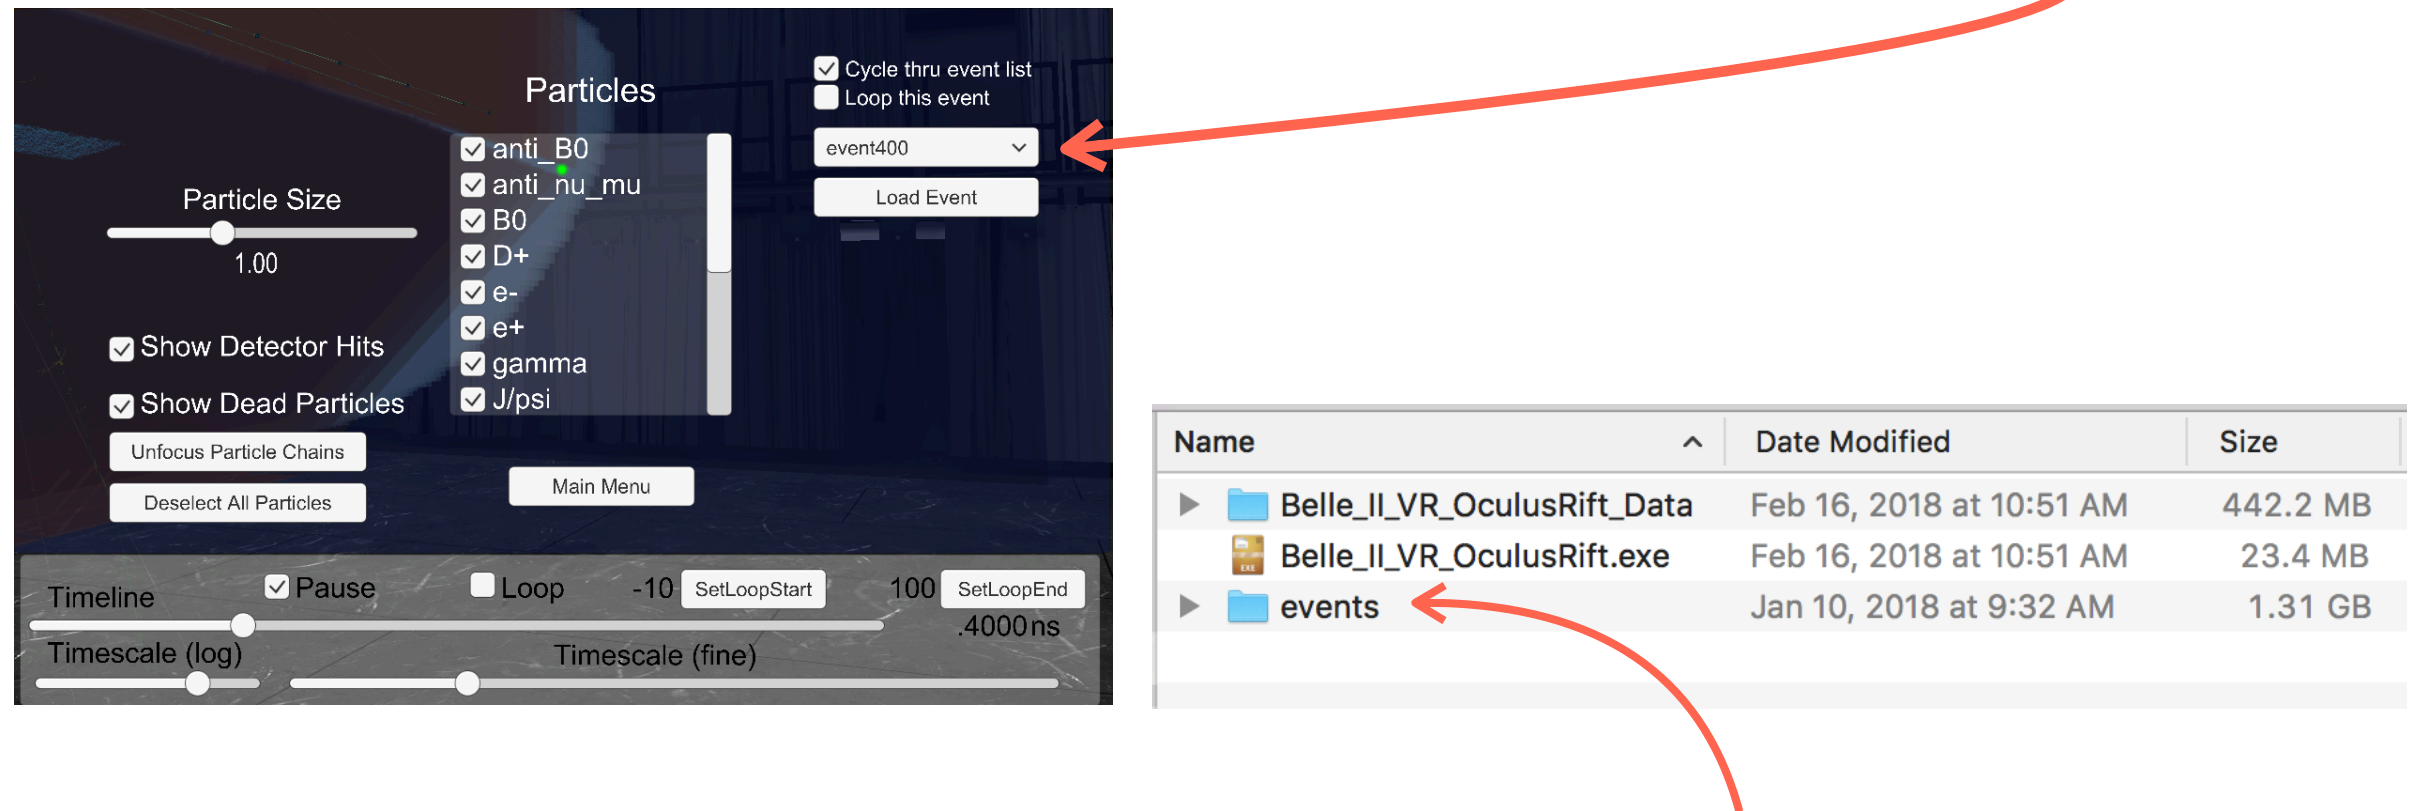 Particles
Cycle thru event list
Loop this event
event400
Load Event
anti_B0
anti_nu_mu
B0
D+
e-
e+
gamma
J/psi
Particle Size
1.00
Show Detector Hits
Show Dead Particles
Unfocus Particle Chains
Deselect All Particles
Main Menu
Timeline
Pause
Loop
-10 SetLoopStart
100 SetLoopEnd
.4000ns
Timescale (log)
Timescale (fine)
Name Date Modified Size
Belle_II_VR_OculusRift_Data Feb 16, 2018 at 10:51 AM 442.2 MB
EXE
Belle_II_VR_OculusRift.exe Feb 16, 2018 at 10:51 AM 23.4 MB
events Jan 10, 2018 at 9:32 AM 1.31 GB